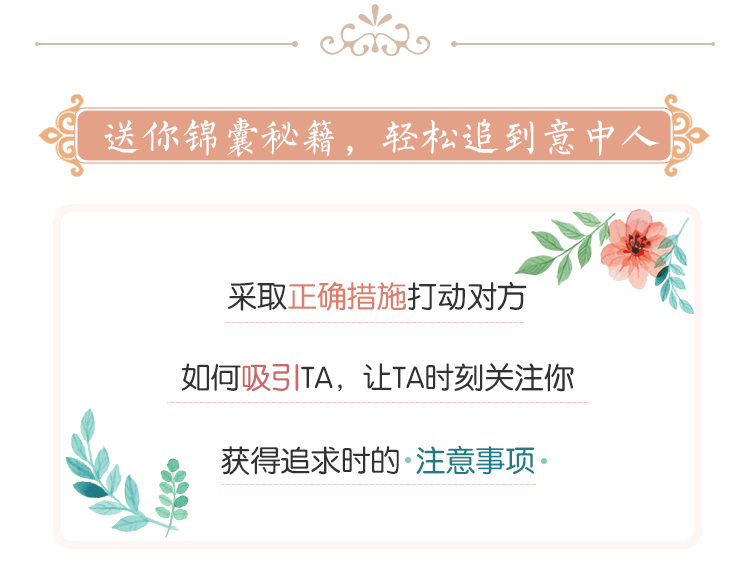 送你锦囊秘籍，轻松追到意中人
采取正确措施打动对方
如何吸引TA，让TA时刻关注你
获得追求时的·注意事项·